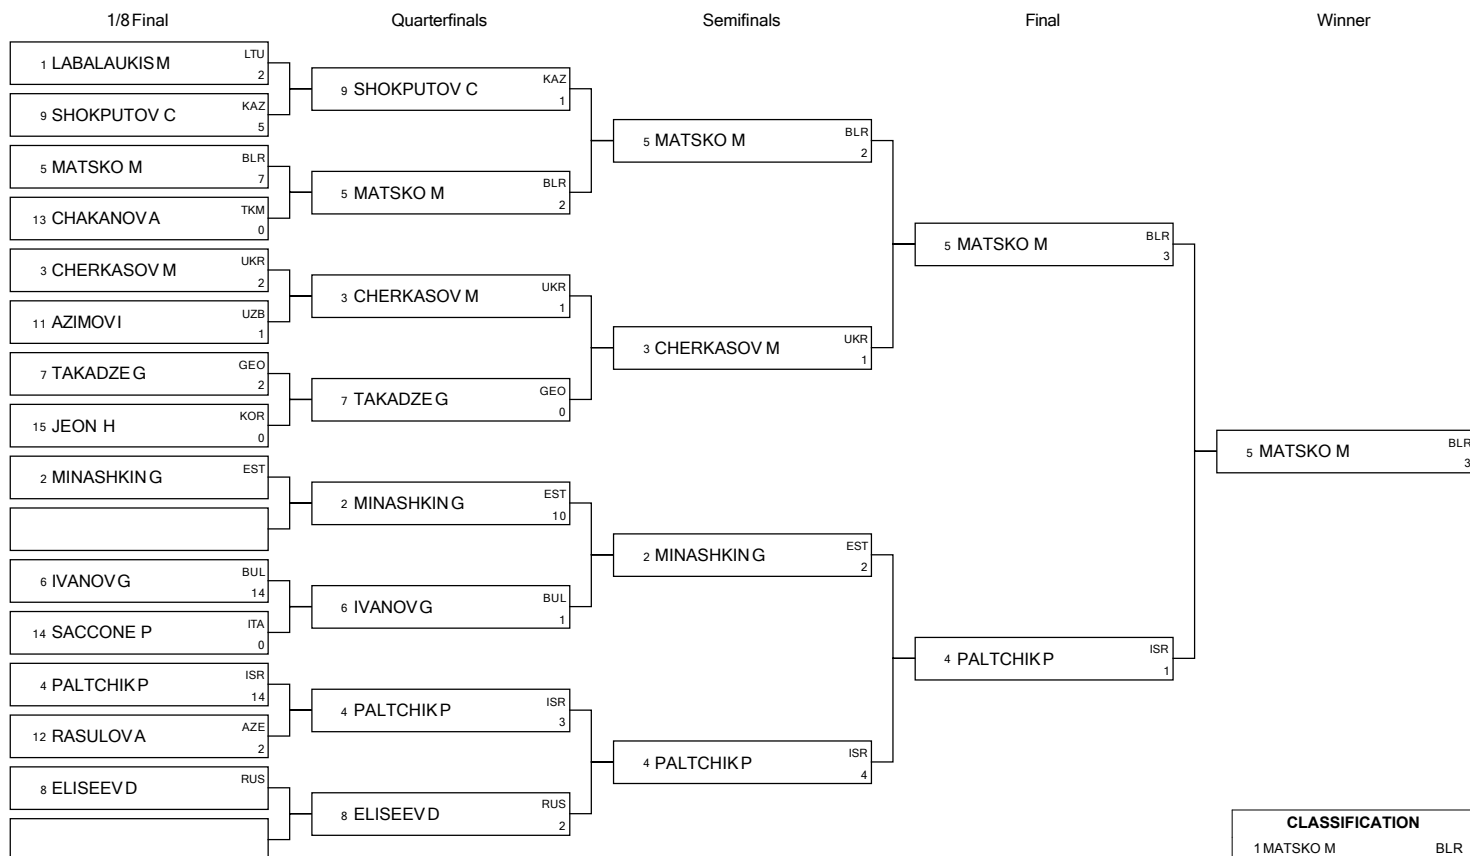 1/8 Final
Quarterfinals
Semifinals
Final
Winner
1 LABALAUKIS M LTU 2
9 SHOKPUTOV C KAZ 5
5 MATSKO M BLR 7
13 CHAKANOV A TKM 0
3 CHERKASOV M UKR 2
11 AZIMOV I UZB 1
7 TAKADZE G GEO 2
15 JEON H KOR 0
2 MINASHKIN G EST
6 IVANOV G BUL 14
14 SACCONE P ITA 0
4 PALTCHIK P ISR 14
12 RASULOV A AZE 2
8 ELISEEV D RUS
9 SHOKPUTOV C KAZ 1
5 MATSKO M BLR 2
3 CHERKASOV M UKR 1
7 TAKADZE G GEO 0
2 MINASHKIN G EST 10
6 IVANOV G BUL 1
4 PALTCHIK P ISR 3
8 ELISEEV D RUS 2
5 MATSKO M BLR 2
3 CHERKASOV M UKR 1
2 MINASHKIN G EST 2
4 PALTCHIK P ISR 4
5 MATSKO M BLR 3
4 PALTCHIK P ISR 1
5 MATSKO M BLR 3
CLASSIFICATION
1 MATSKO M BLR